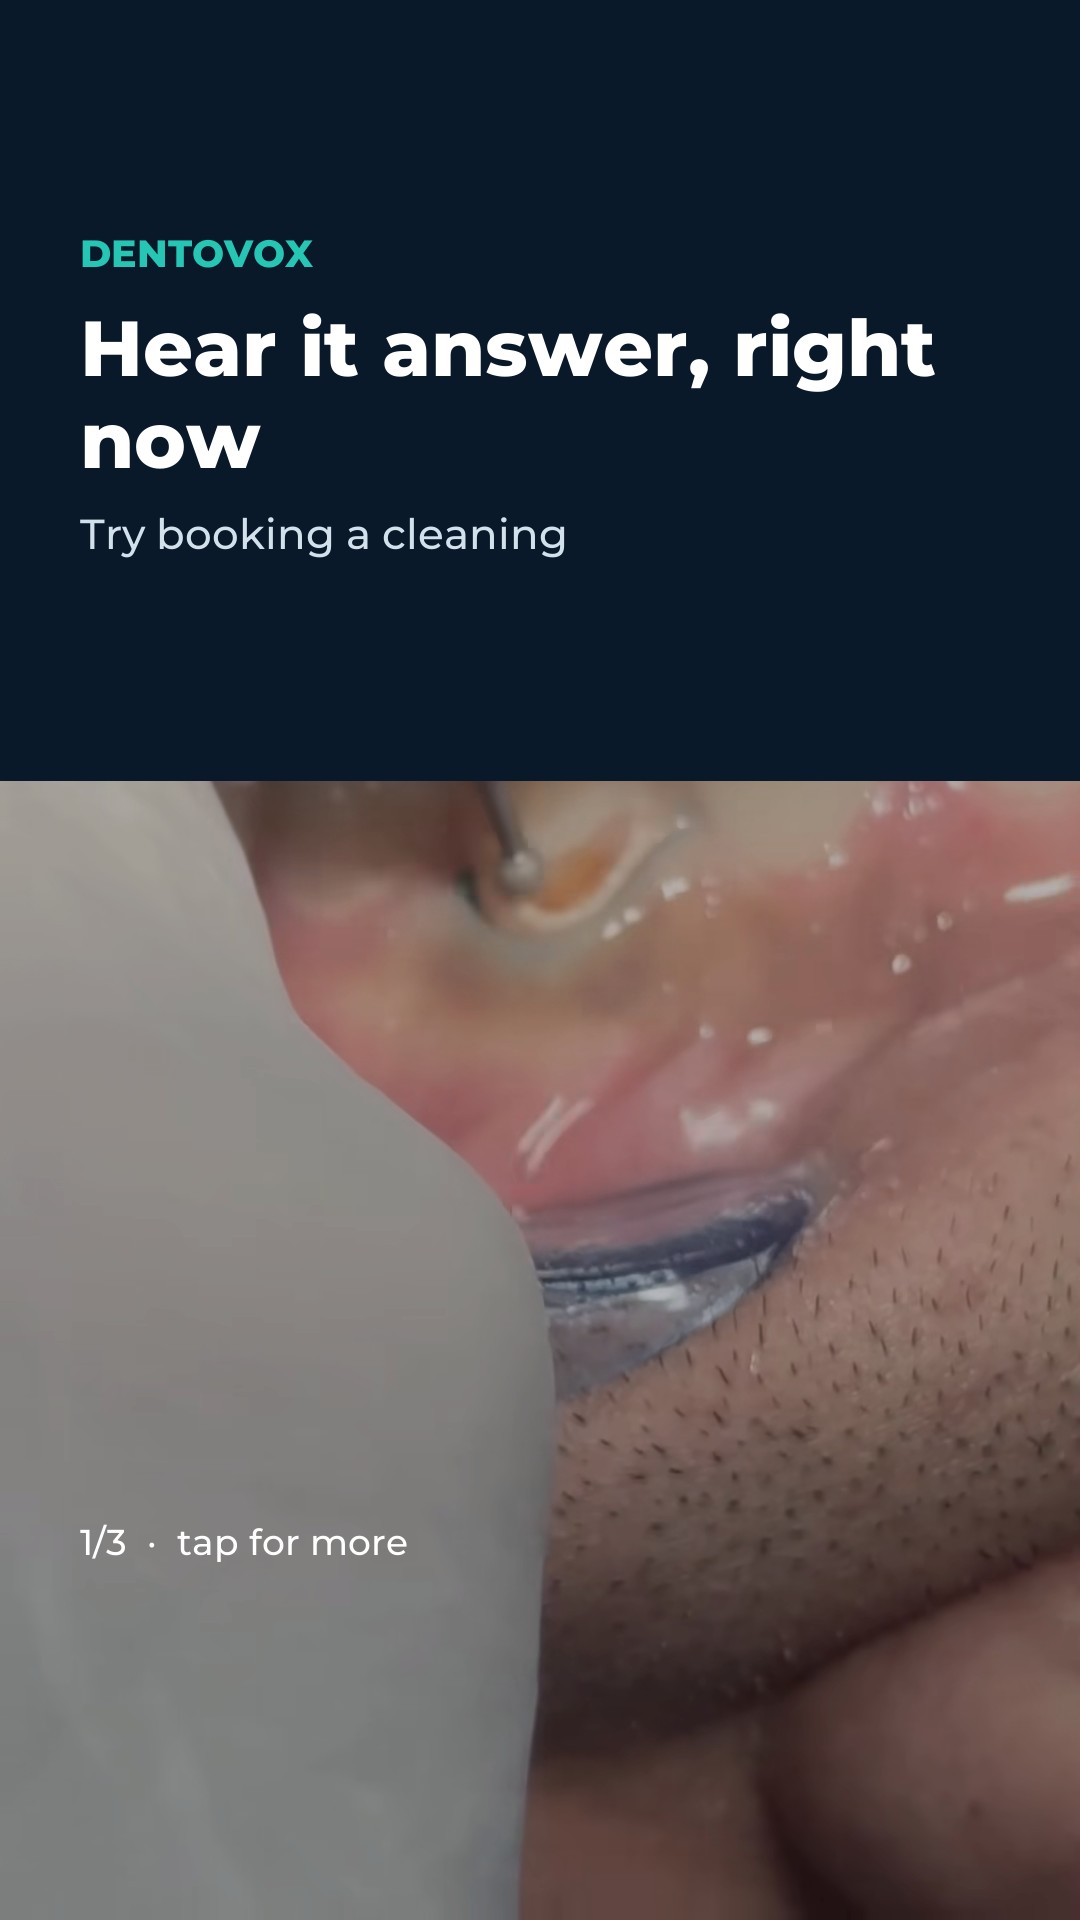 DENTOVOX
Hear it answer, right
now
Try booking a cleaning
1/3 · tap for more